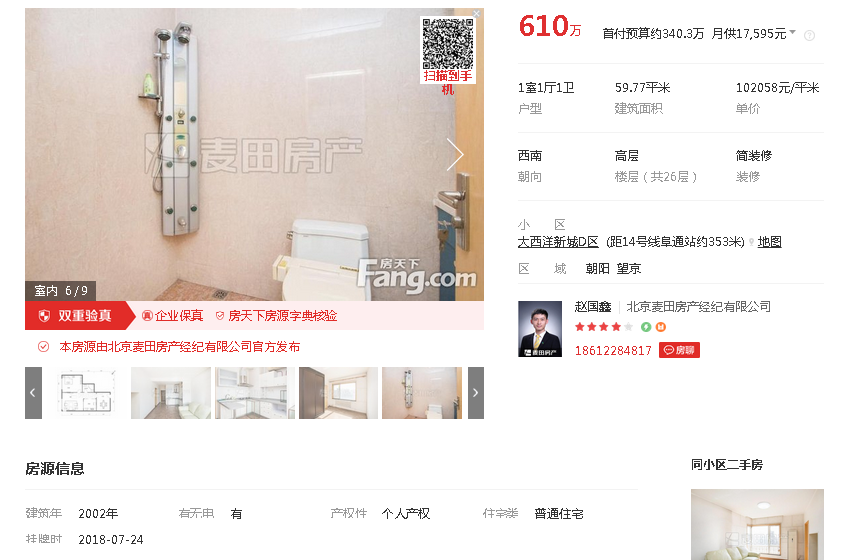 扫描到手
机
麦田房产
房天下
Fang.com
室内 6/9
双重验真 企业保真 房天下房源字典核验
本房源由北京麦田房产经纪有限公司官方发布
610万 首付预算约340.3万 月供17,595元
1室1厅1卫 59.77平米 102058元/平米
户型 建筑面积 单价
西南 高层 简装修
朝向 楼层（共26层） 装修
小 区
大西洋新城D区 (距14号线阜通站约353米) 地图
区 域 朝阳 望京
赵国鑫 北京麦田房产经纪有限公司
麦田房产
18612284817 房聊
房源信息
建筑年 2002年 有无电 有 产权性 个人产权 住宅类 普通住宅
挂牌时 2018-07-24
同小区二手房